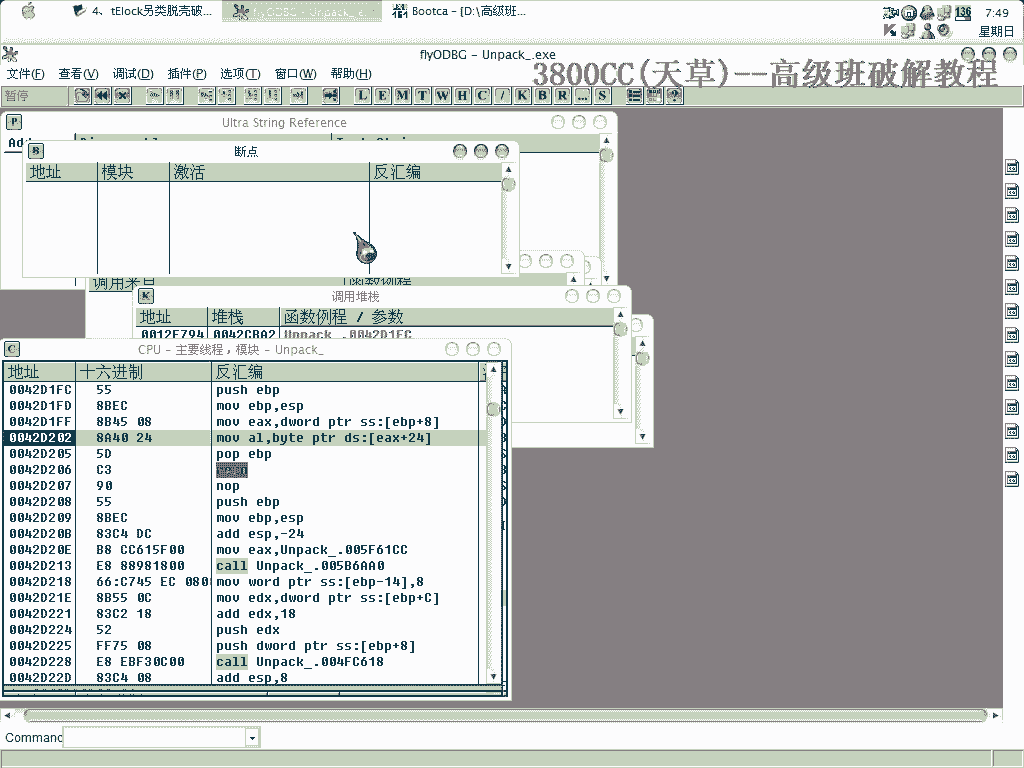 4、tElock另类脱壳破...
flyODBG - Unpack_.e...
Bootca - [D:\高级班...
136
7:49
星期日
flyODBG - Unpack_.exe
文件(F) 查看(V) 调试(D) 插件(P) 选项(T) 窗口(W) 帮助(H)
3800CC(天草)--高级班破解教程
暂停
L E M T W H C / K B R ... S
P
Ultra String Reference
B
断点
地址 模块 激活 反汇编
调用来自 函数例程
K
调用堆栈
地址 堆栈 函数例程 / 参数
0012F794 0042CBA2 Unpack_.0042D1FC
C
CPU - 主要线程, 模块 - Unpack_
地址 十六进制 反汇编
0042D1FC 55 push ebp
0042D1FD 8BEC mov ebp,esp
0042D1FF 8B45 08 mov eax,dword ptr ss:[ebp+8]
0042D202 8A40 24 mov al,byte ptr ds:[eax+24]
0042D205 5D pop ebp
0042D206 C3
0042D207 90 nop
0042D208 55 push ebp
0042D209 8BEC mov ebp,esp
0042D20B 83C4 DC add esp,-24
0042D20E B8 CC615F00 mov eax,Unpack_.005F61CC
0042D213 E8 88981800 call Unpack_.005B6AA0
0042D218 66:C745 EC 080 mov word ptr ss:[ebp-14],8
0042D21E 8B55 0C mov edx,dword ptr ss:[ebp+C]
0042D221 83C2 18 add edx,18
0042D224 52 push edx
0042D225 FF75 08 push dword ptr ss:[ebp+8]
0042D228 E8 EBF30C00 call Unpack_.004FC618
0042D22D 83C4 08 add esp,8
Command